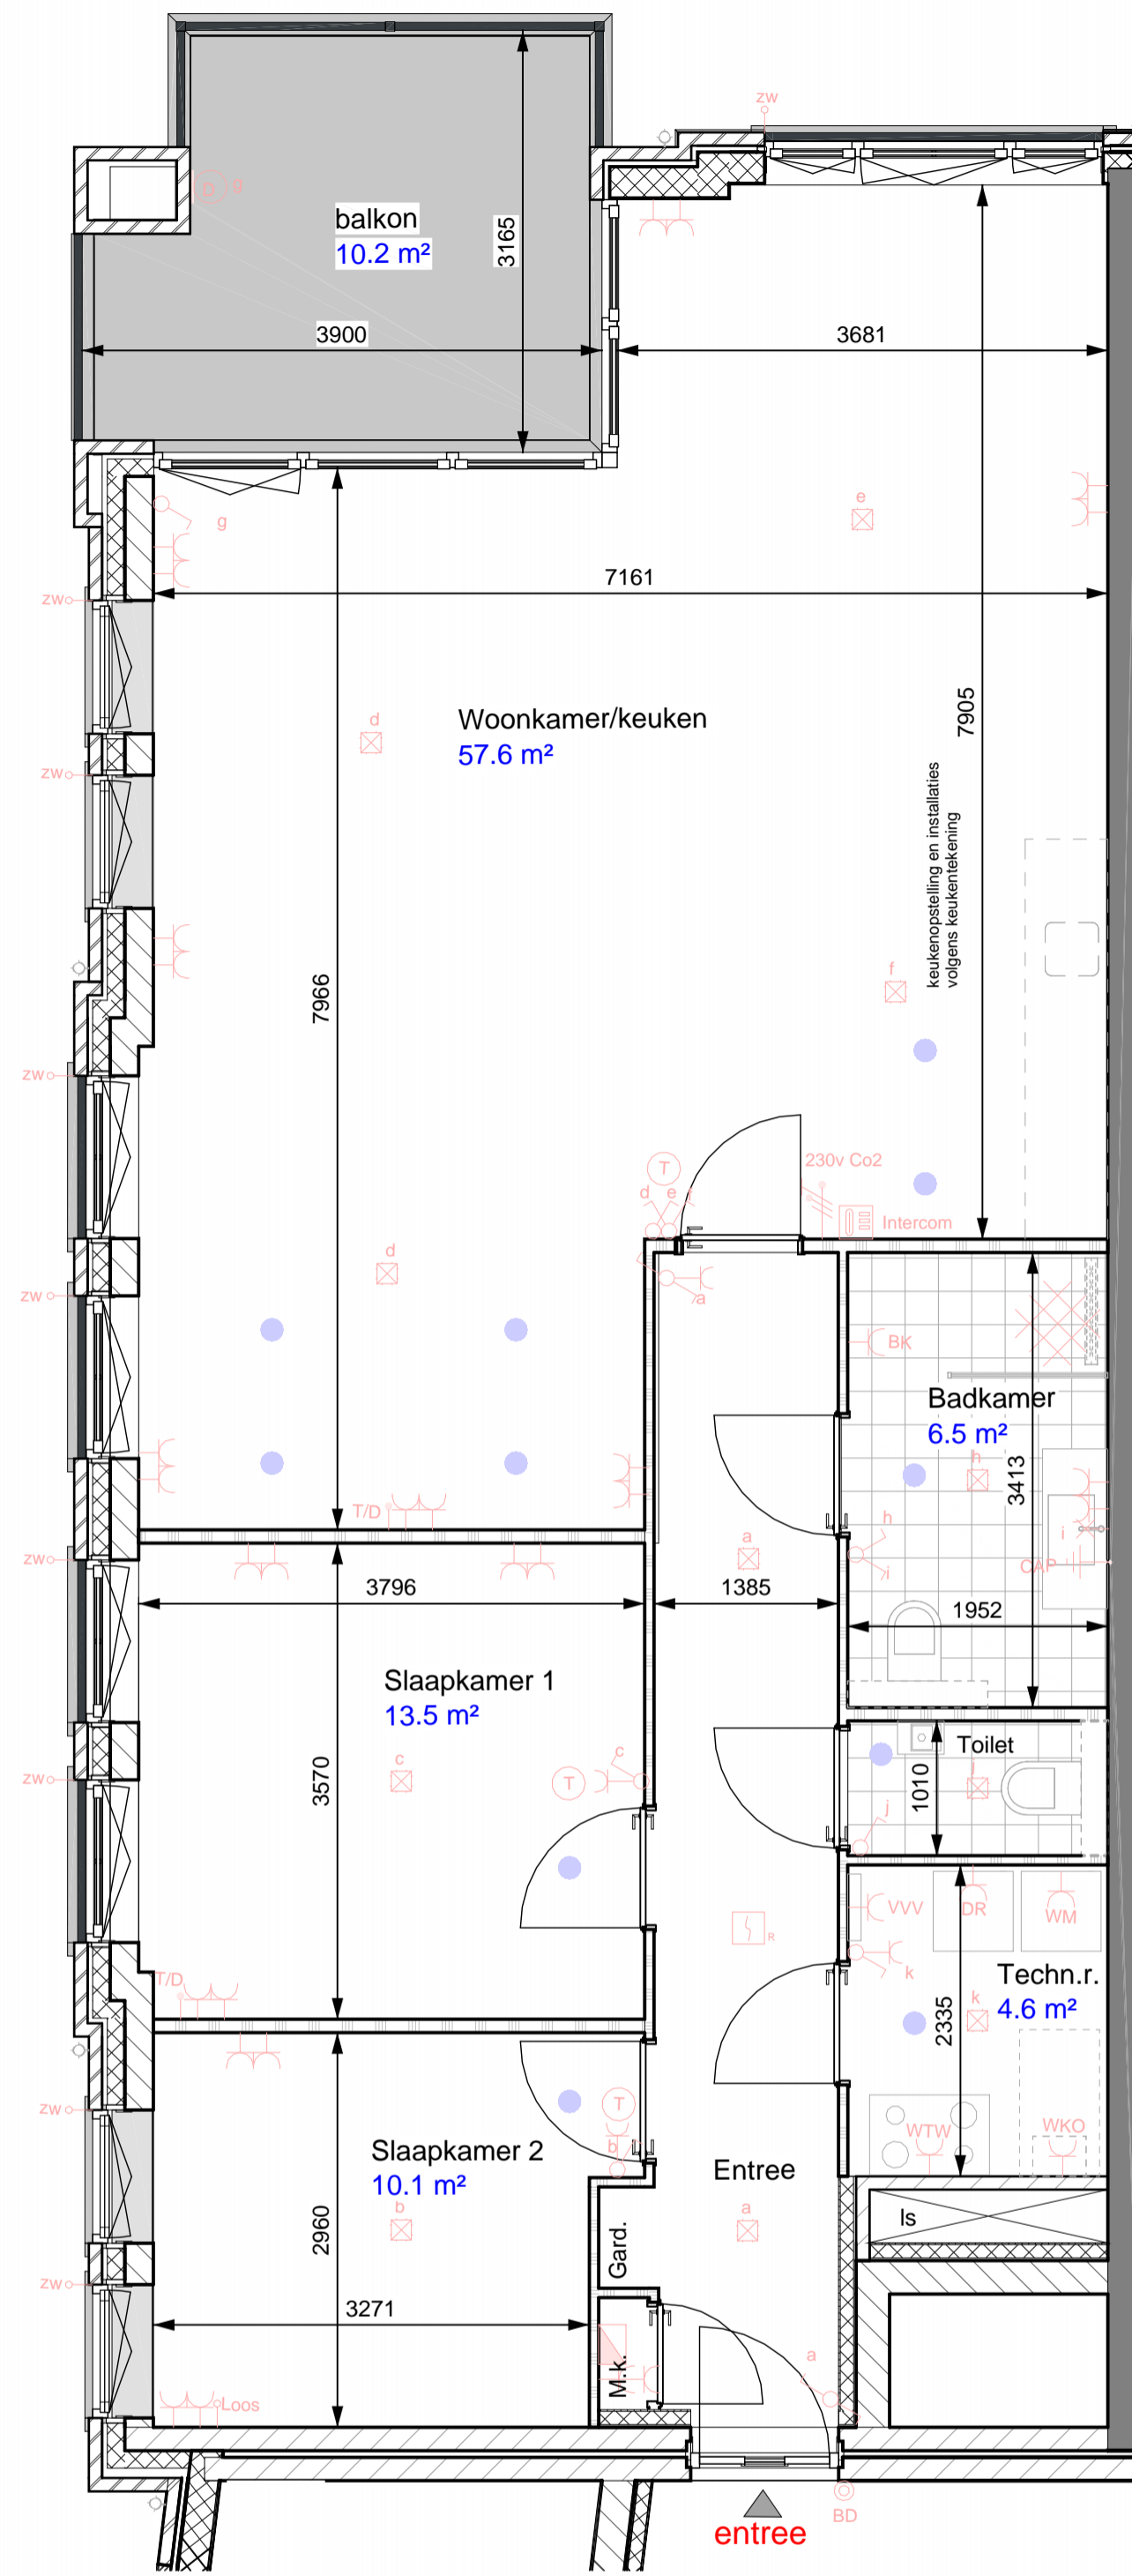 zw
b
g
balkon
10.2 m²
3165
3900
3681
e
g
7161
zw
Woonkamer/keuken
57.6 m²
d
7905
zw
keukenopstelling en installaties
volgens keukentekening
7966
f
zw
T
230v Co2
d e f
Intercom
d
a
zw
BK
Badkamer
6.5 m²
h
3413
T/D
h
i
i
CAP
a
zw
3796
1385
1952
Slaapkamer 1
13.5 m²
Toilet
c
c
T
zw
3570
1010
j
j
VVV
DR
WM
R
T/D
k
Techn.r.
4.6 m²
k
2335
zw
T
b
WTW
WKO
Slaapkamer 2
10.1 m²
Entree
b
a
2960
Gard.
ls
zw
3271
M.k.
a
Loos
BD
entree